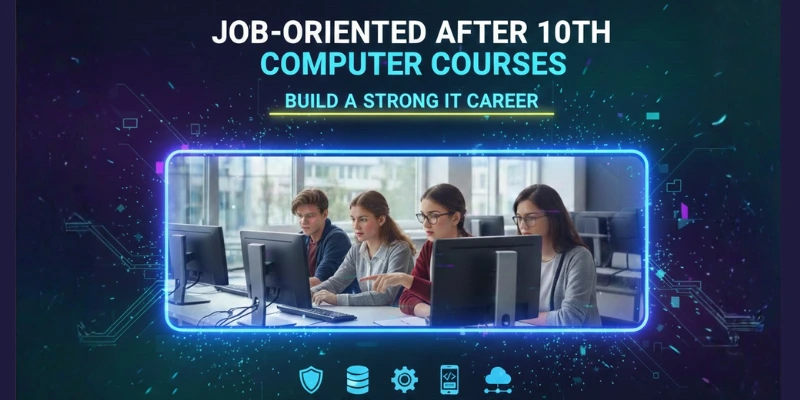 JOB-ORIENTED AFTER 10TH
COMPUTER COURSES
BUILD A STRONG IT CAREER